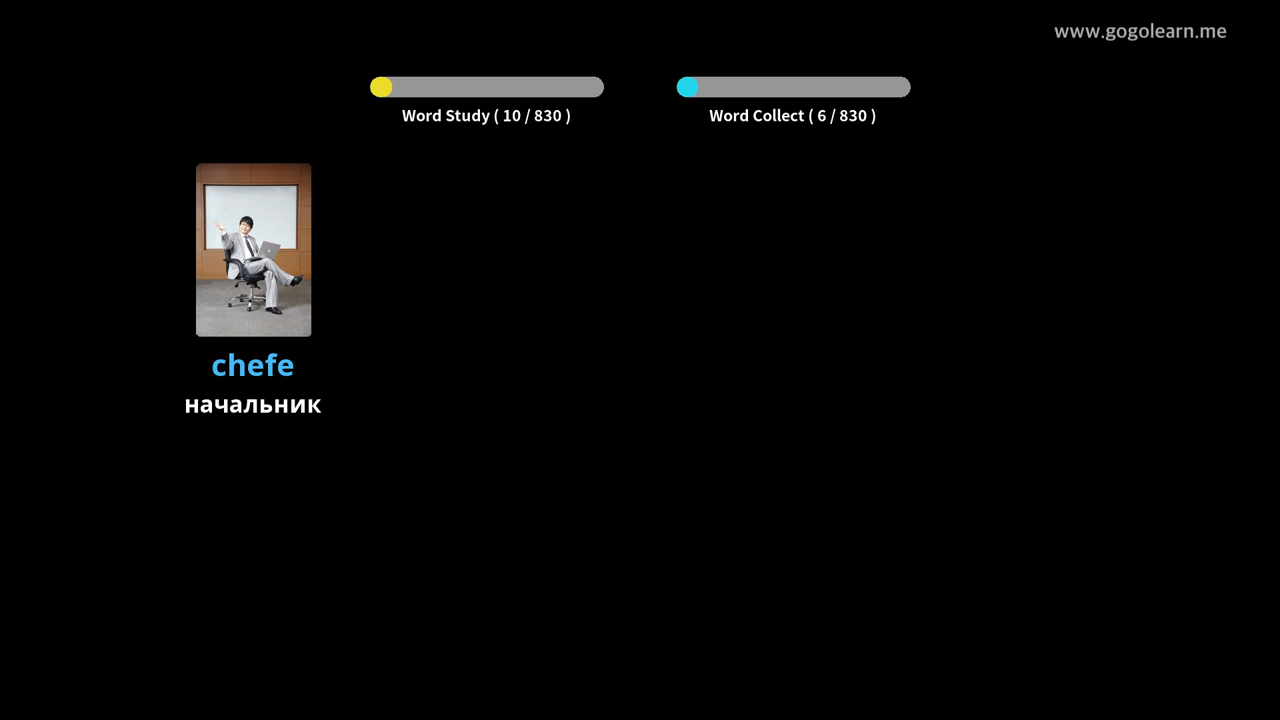 www.gogolearn.me
Word Study ( 10 / 830 )
Word Collect ( 6 / 830 )
chefe
начальник